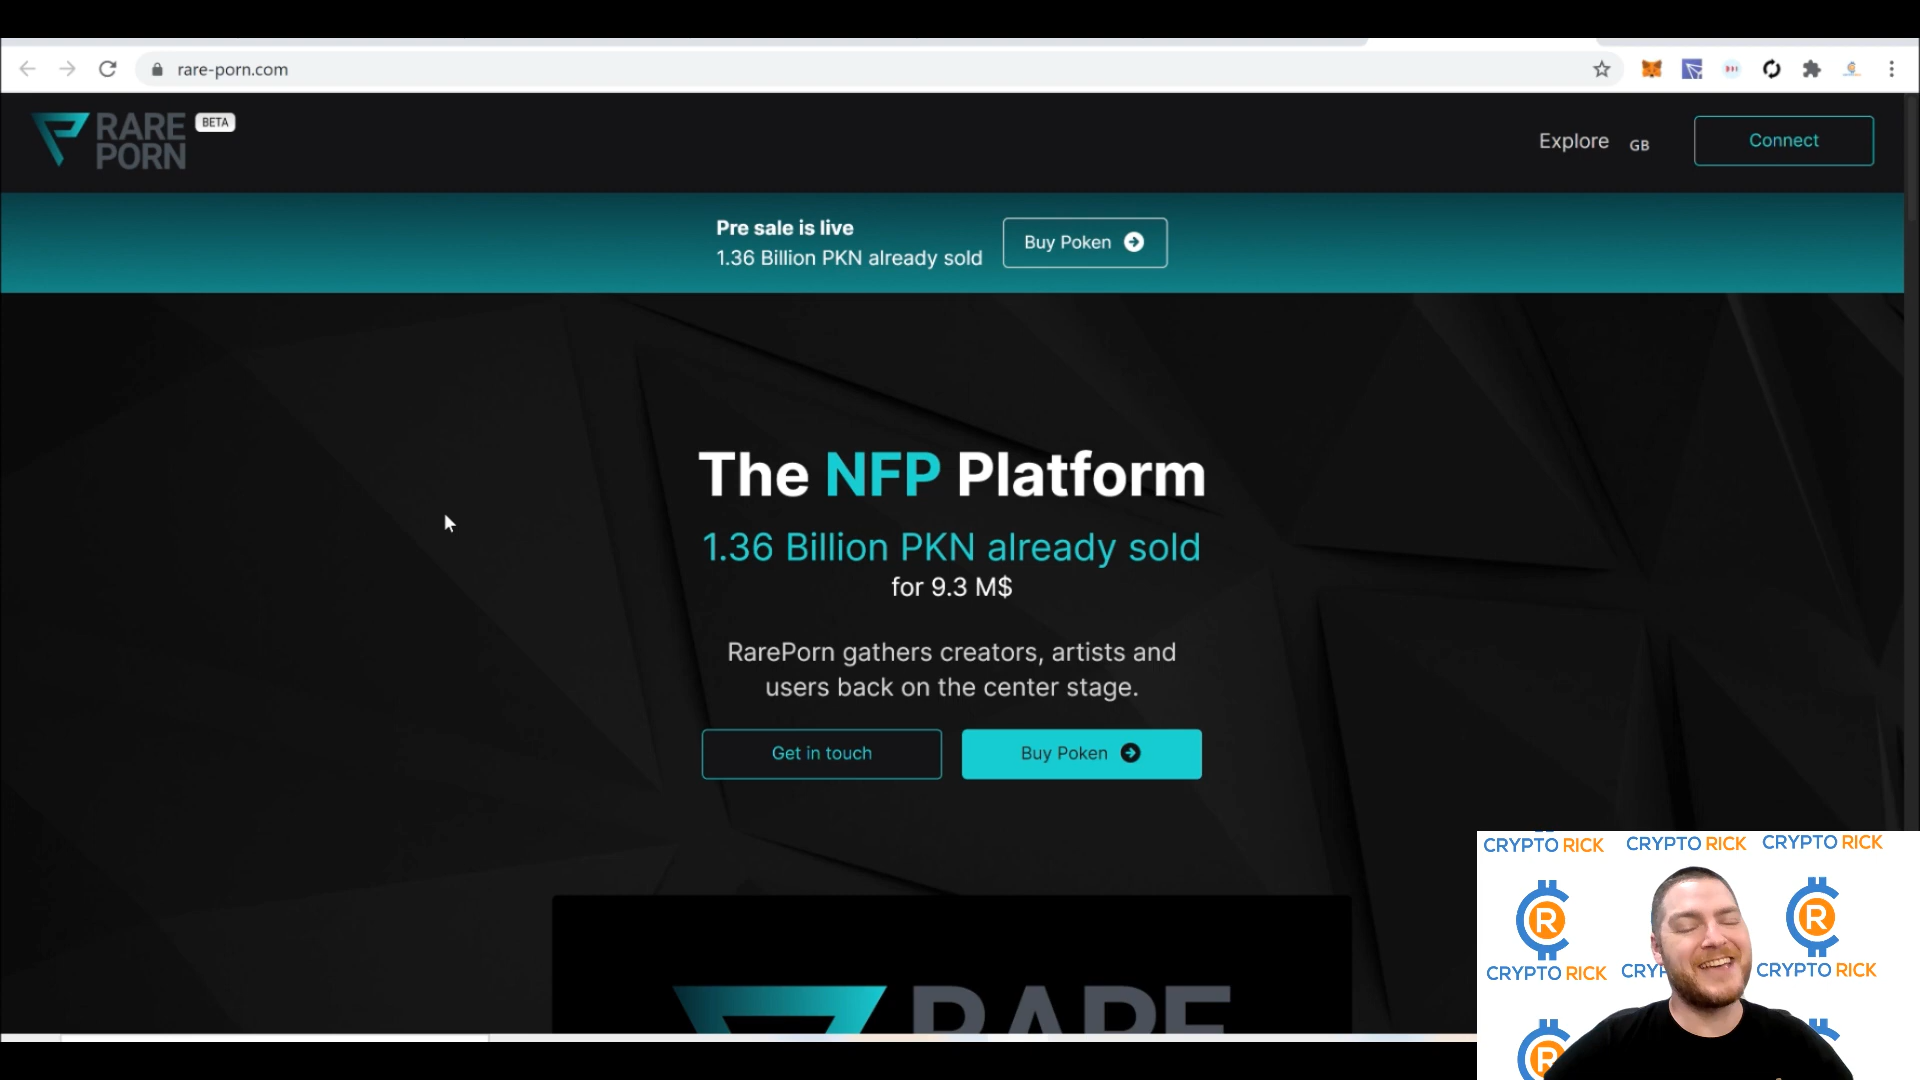 rare-porn.com
RARE
PORN
BETA
Explore
GB
Connect
Pre sale is live
1.36 Billion PKN already sold
Buy Poken
The NFP Platform
1.36 Billion PKN already sold
for 9.3 M$
RarePorn gathers creators, artists and
users back on the center stage.
Get in touch
Buy Poken
RARE
CRYPTO RICK
CRYPTO RICK
CRYPTO RICK
R
R
CRYPTO RICK
CRYP
CRYPTO RICK
R